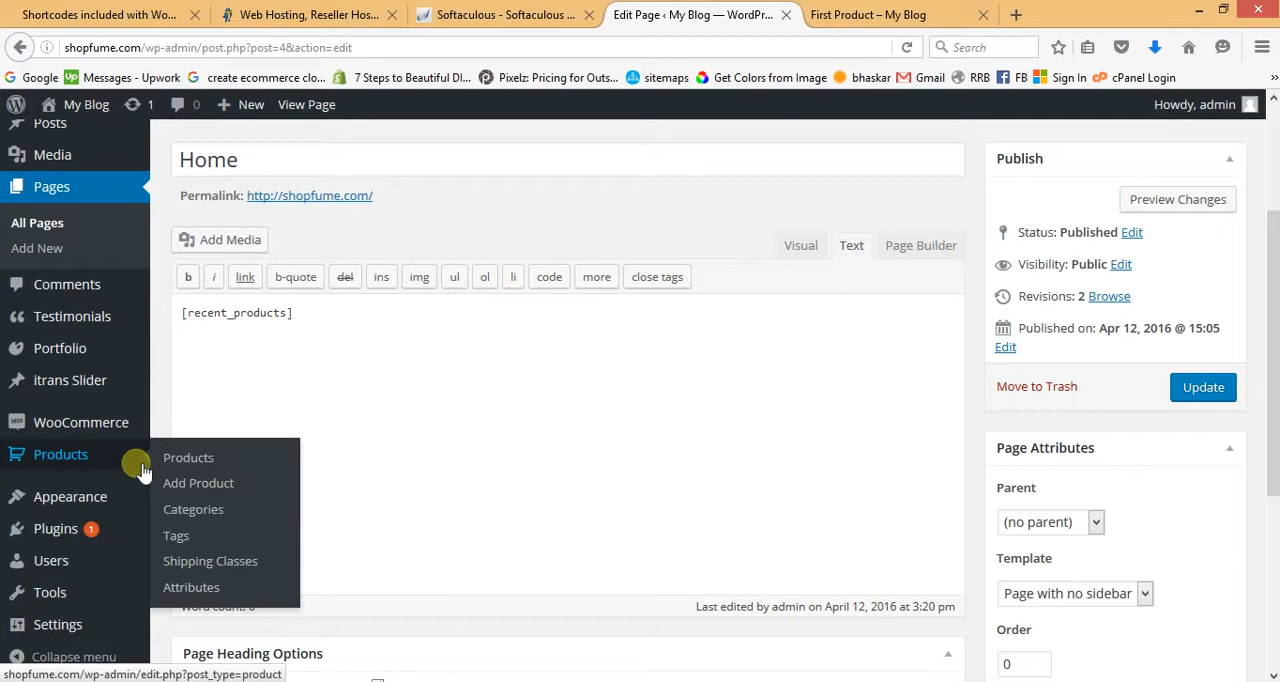 Shortcodes included with Wo...
Web Hosting, Reseller Hos...
Softaculous - Softaculous ...
Edit Page ‹ My Blog — WordPr...
First Product – My Blog
shopfume.com/wp-admin/post.php?post=4&action=edit
Search
Google
Messages - Upwork
create ecommerce clo...
7 Steps to Beautiful DI...
Pixelz: Pricing for Outs...
sitemaps
Get Colors from Image
bhaskar
Gmail
RRB
FB
Sign In
cPanel Login
My Blog
1
0
New
View Page
Howdy, admin
Posts
Media
Pages
All Pages
Add New
Comments
Testimonials
Portfolio
itrans Slider
WooCommerce
Products
Appearance
Plugins 1
Users
Tools
Settings
Collapse menu
Products
Add Product
Categories
Tags
Shipping Classes
Attributes
Home
Permalink: http://shopfume.com/
Add Media
Visual
Text
Page Builder
b
i
link
b-quote
del
ins
img
ul
ol
li
code
more
close tags
[recent_products]
Last edited by admin on April 12, 2016 at 3:20 pm
Page Heading Options
Publish
Preview Changes
Status: Published Edit
Visibility: Public Edit
Revisions: 2 Browse
Published on: Apr 12, 2016 @ 15:05
Edit
Move to Trash
Update
Page Attributes
Parent
(no parent)
Template
Page with no sidebar
Order
0
shopfume.com/wp-admin/edit.php?post_type=product